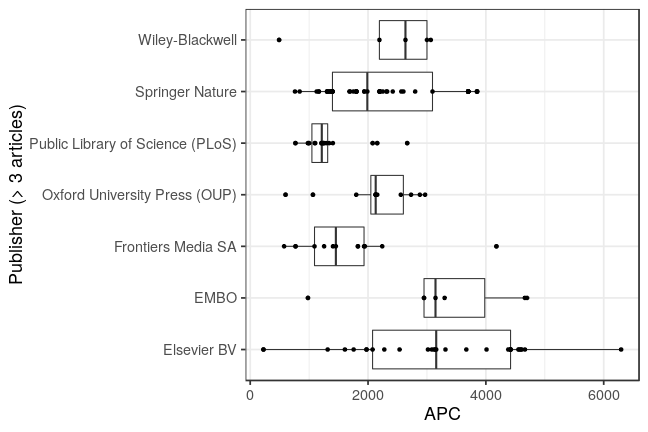 Publisher (> 3 articles)
Wiley-Blackwell
Springer Nature
Public Library of Science (PLoS)
Oxford University Press (OUP)
Frontiers Media SA
EMBO
Elsevier BV
0 2000 4000 6000
APC